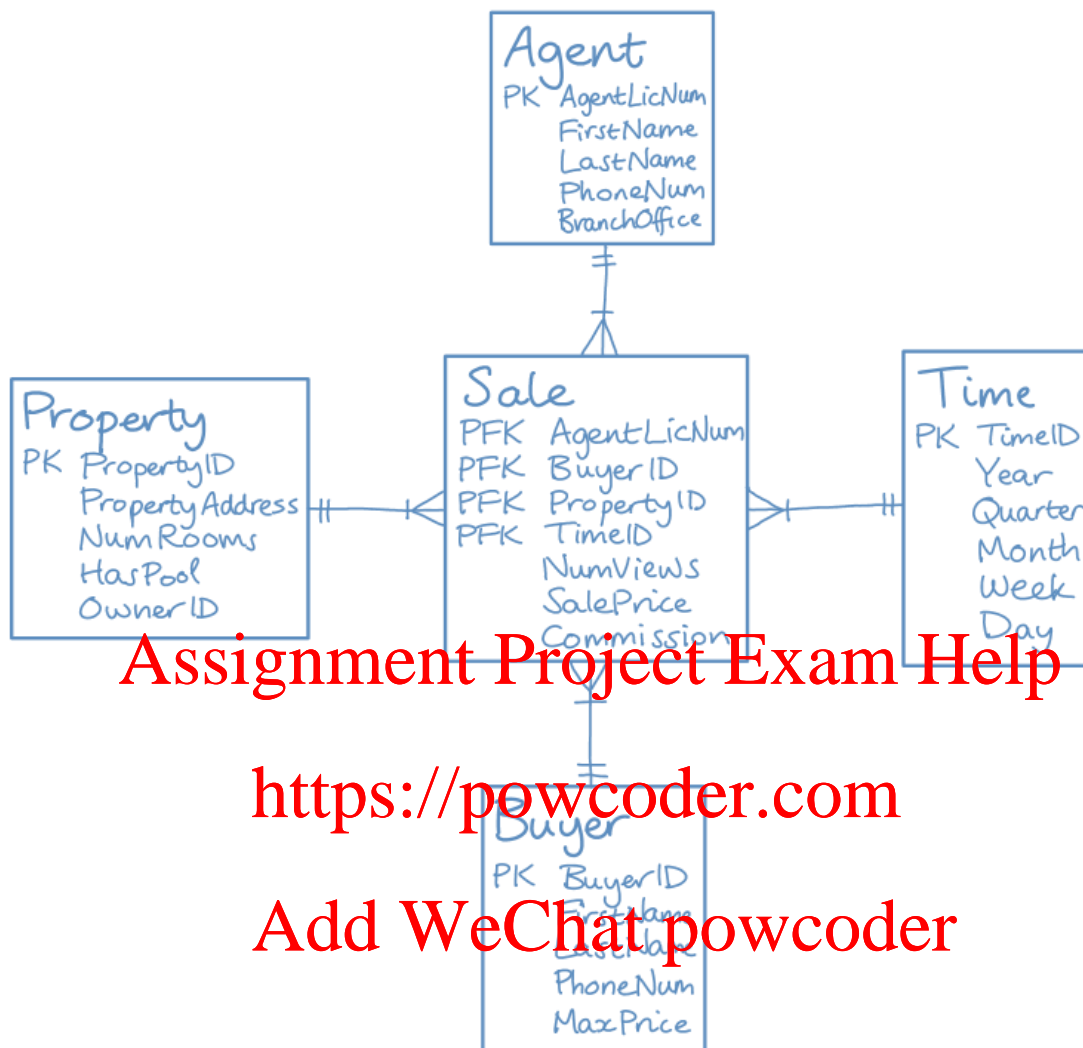 Agent
PK AgentLicNum
FirstName
LastName
PhoneNum
BranchOffice
Property
PK PropertyID
PropertyAddress
NumRooms
HasPool
OwnerID
Sale
PFK AgentLicNum
PFK BuyerID
PFK PropertyID
PFK TimeID
NumViews
SalePrice
Commission
Time
PK TimeID
Year
Quarter
Month
Week
Day
Assignment Project Exam Help
https://powcoder.com
Buyer
PK BuyerID
FirstName
Add WeChat powcoder
LastName
PhoneNum
MaxPrice